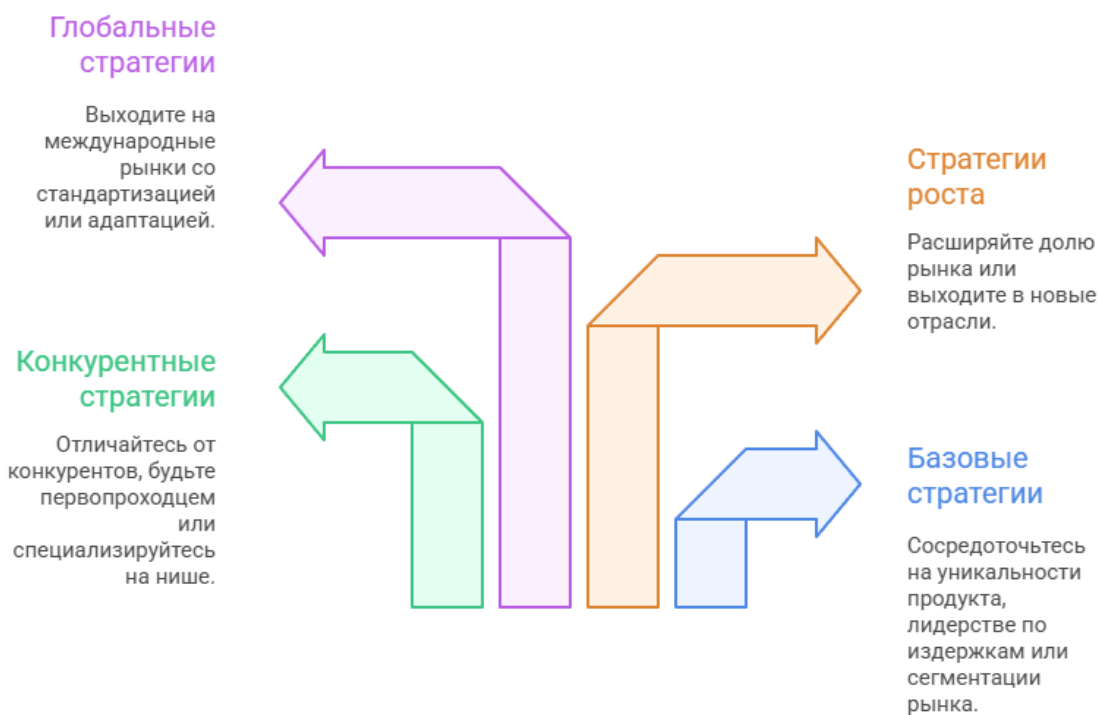 Глобальные
стратегии
Выходите на
международные
рынки со
стандартизацией
или адаптацией.
Стратегии
роста
Расширяйте долю
рынка или
выходите в новые
отрасли.
Конкурентные
стратегии
Отличайтесь от
конкурентов, будьте
первопроходцем
или
специализируйтесь
на нише.
Базовые
стратегии
Сосредоточьтесь
на уникальности
продукта,
лидерстве по
издержкам или
сегментации
рынка.